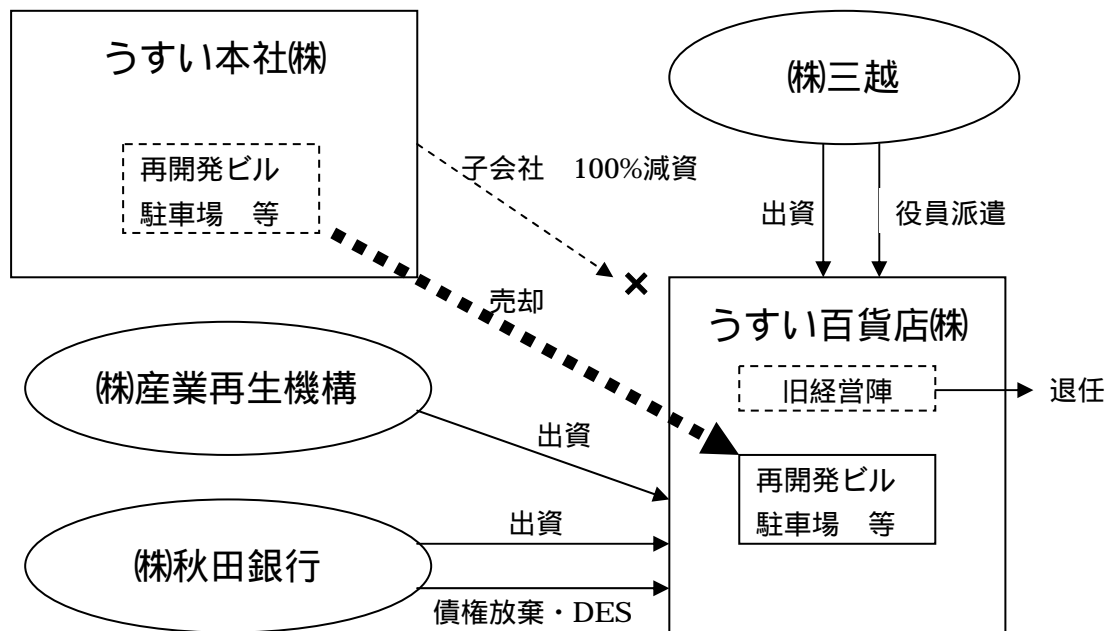 うすい本社㈱
㈱三越
再開発ビル
駐車場　等
子会社　100%減資
出資
役員派遣
売却
うすい百貨店㈱
㈱産業再生機構
旧経営陣
退任
出資
再開発ビル
駐車場　等
出資
㈱秋田銀行
債権放棄・DES